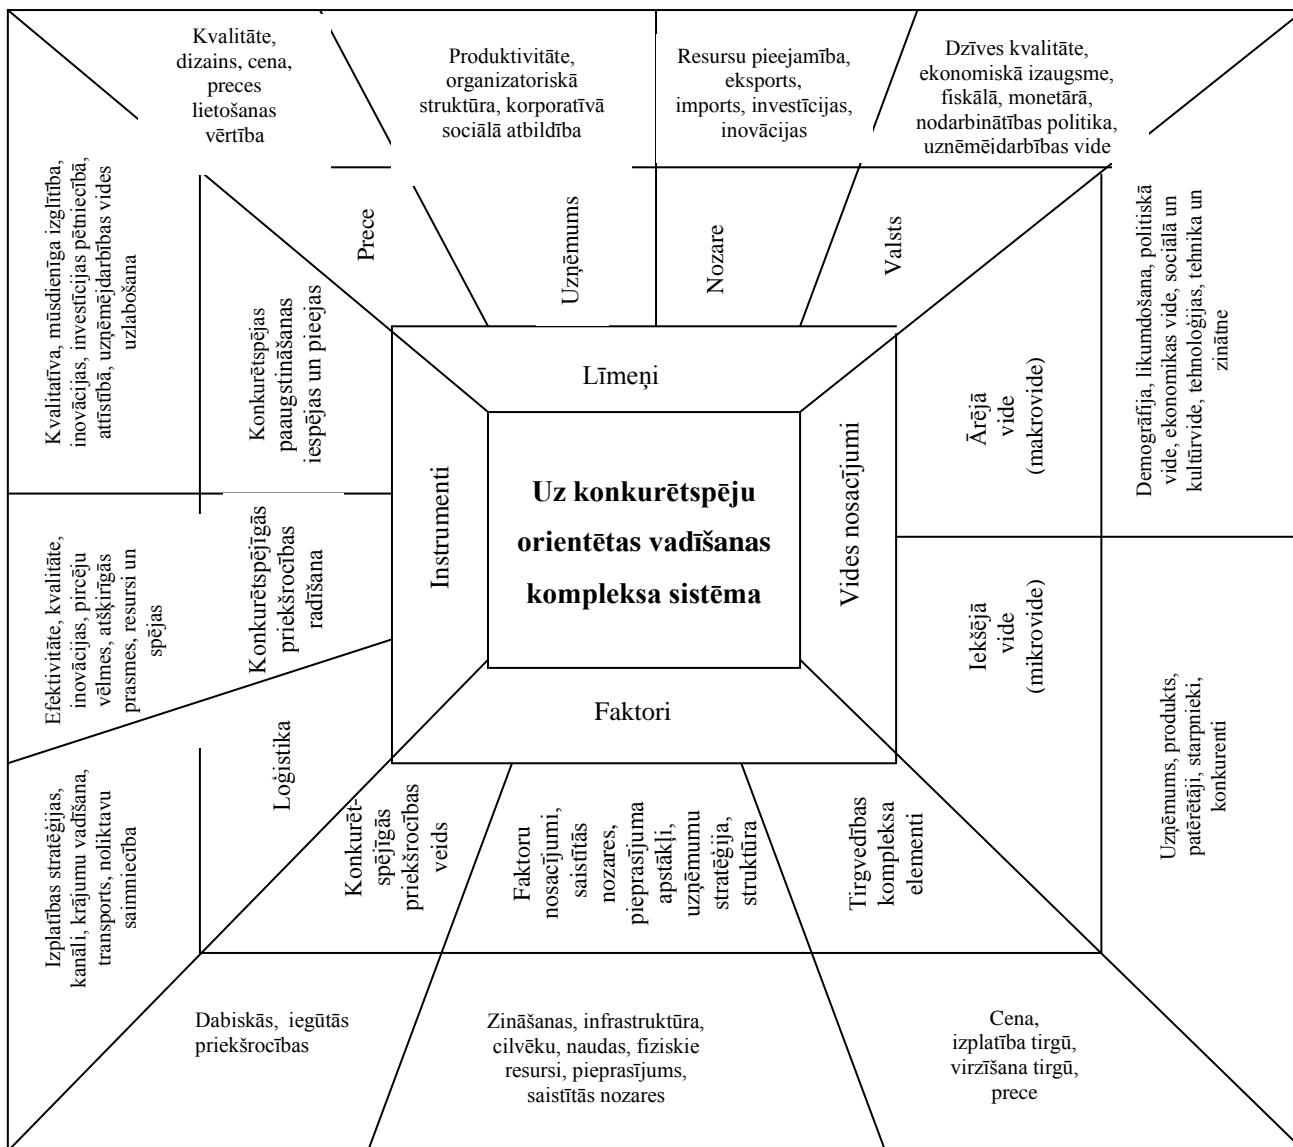 Kvalitāte,
dizains, cena,
preces
lietošanas
vērtība
Produktivitāte,
organizatoriskā
struktūra, korporatīvā
sociālā atbildība
Resursu pieejamība,
eksports,
imports, investīcijas,
inovācijas
Dzīves kvalitāte,
ekonomiskā izaugsme,
fiskālā, monetārā,
nodarbinātības politika,
uzņēmējdarbības vide
Prece
Uzņēmums
Nozare
Valsts
Kvalitatīva, mūsdienīga izglītība,
inovācijas, investīcijas pētniecībā,
attīstībā, uzņēmējdarbības vides
uzlabošana
Konkurētspējas
paaugstināšanas
iespējas un pieejas
Līmeņi
Ārējā
vide
(makrovide)
Demogrāfija, likumdošana, politiskā
vide, ekonomikas vide, sociālā un
kultūrvide, tehnoloģijas, tehnika un
zinātne
Efektivitāte, kvalitāte,
inovācijas, pircēju
vēlmes, atšķirīgās
prasmes, resursi un
spējas
Konkurētspējīgās
priekšrocības
radīšana
Instrumenti
Uz konkurētspēju
orientētas vadīšanas
kompleksa sistēma
Vides nosacījumi
Iekšējā
vide
(mikrovide)
Uzņēmums, produkts,
patērētāji, starpnieki,
konkurenti
Faktori
Izplatības stratēģijas,
kanāli, krājumu vadīšana,
transports, noliktavu
saimniecība
Loģistika
Konkurēt-
spējīgās
priekšrocības
veids
Faktoru
nosacījumi,
saistītās
nozares,
pieprasījuma
apstākļi,
uzņēmumu
stratēģija,
struktūra
Tirgvedības
kompleksa
elementi
Dabiskās, iegūtās
priekšrocības
Zināšanas, infrastruktūra,
cilvēku, naudas, fiziskie
resursi, pieprasījums,
saistītās nozares
Cena,
izplatība tirgū,
virzīšana tirgū,
prece